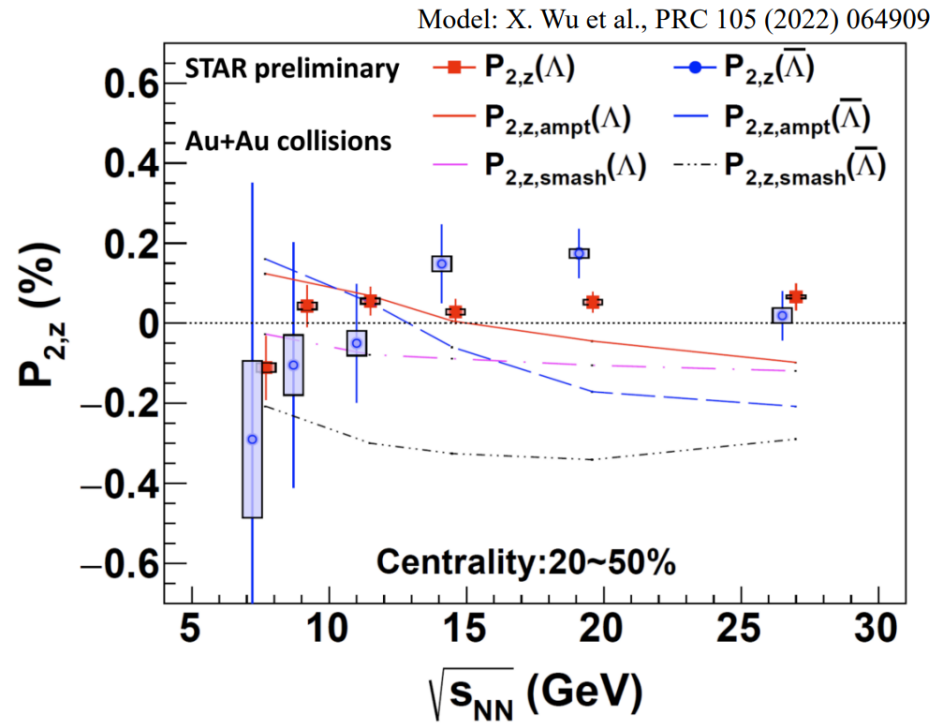 Model: X. Wu et al., PRC 105 (2022) 064909
STAR preliminary
Au+Au collisions
P2,z(Λ)
P2,z(Λ̅)
P2,z,ampt(Λ)
P2,z,ampt(Λ̅)
P2,z,smash(Λ)
P2,z,smash(Λ̅)
0.6
0.4
0.2
0
−0.2
−0.4
−0.6
P2,z (%)
Centrality:20~50%
5 10 15 20 25 30
√sNN (GeV)